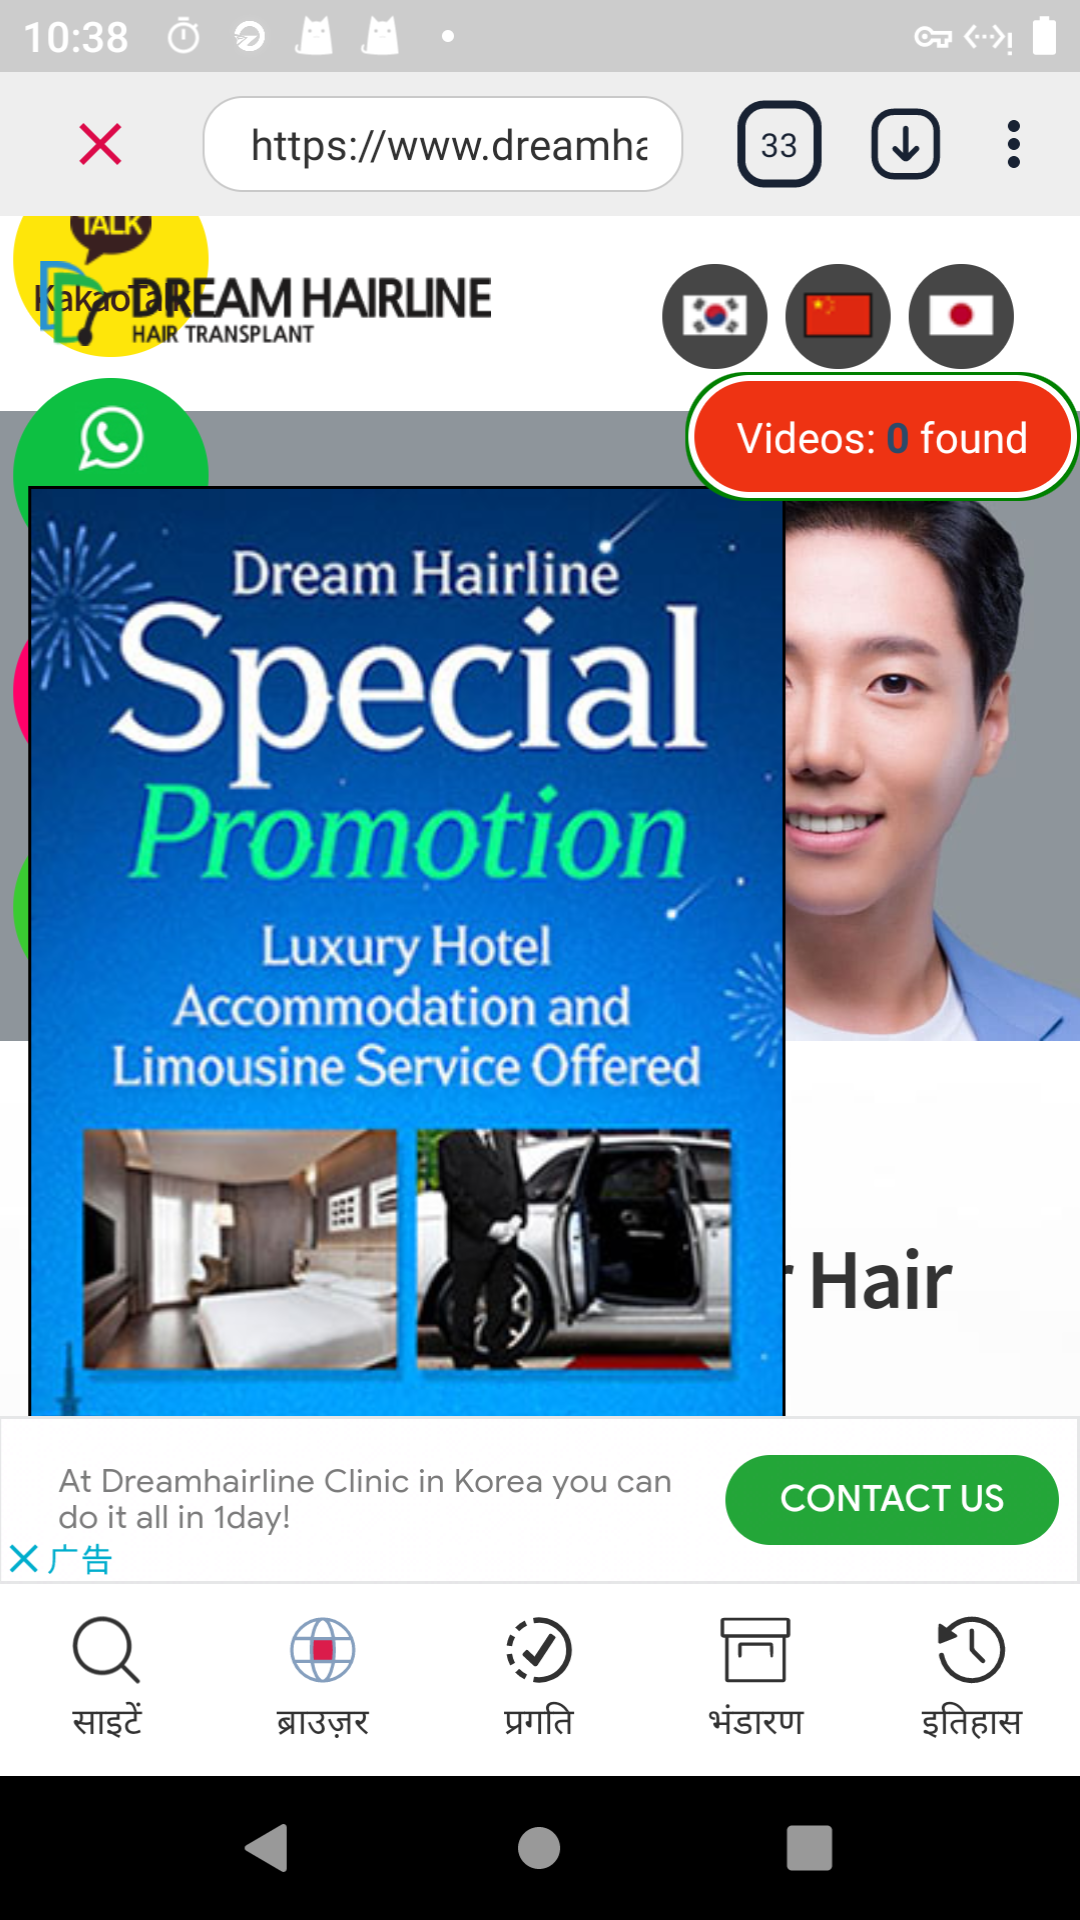 10:38
https://www.dreamha
33
TALK
KakaoTalk
DREAM HAIRLINE
HAIR TRANSPLANT
Videos: 0 found
Dream Hairline
Special
Promotion
Luxury Hotel
Accommodation and
Limousine Service Offered
Hair
At Dreamhairline Clinic in Korea you can
do it all in 1day!
CONTACT US
广告
साइटें
ब्राउज़र
प्रगति
भंडारण
इतिहास